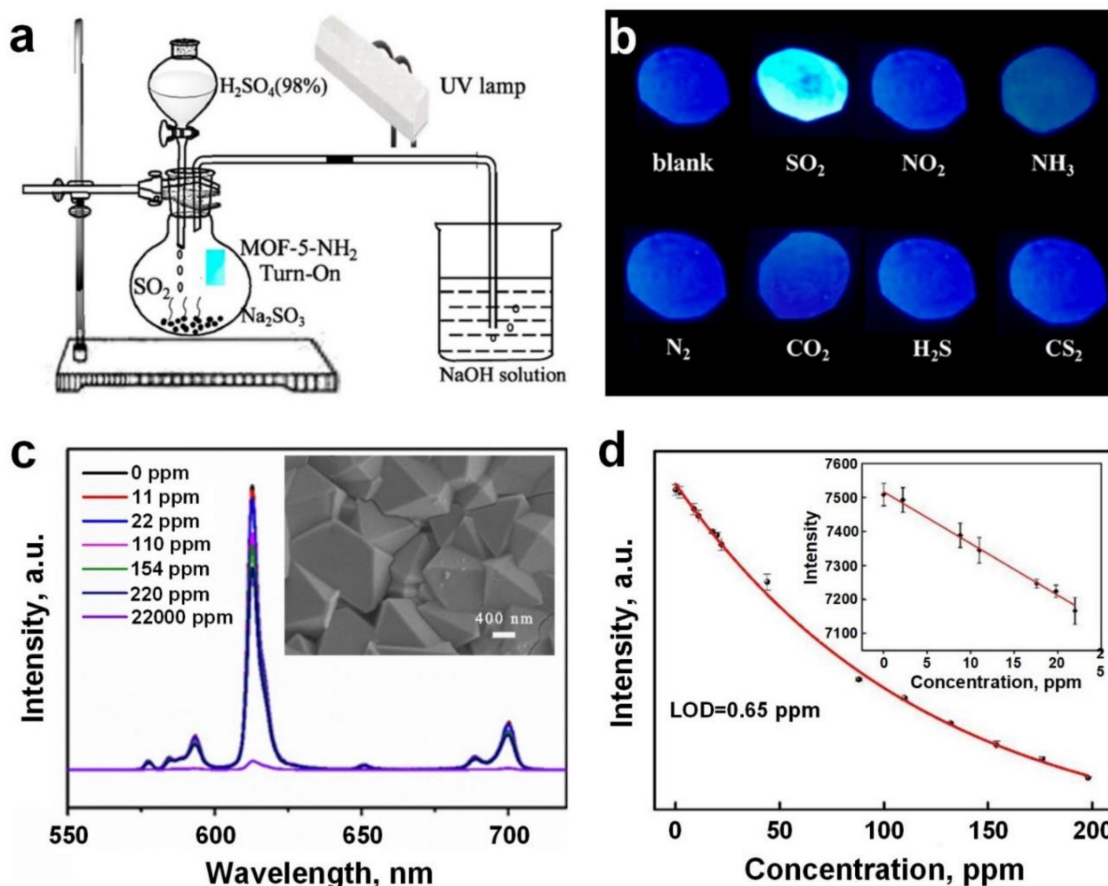 a
H₂SO₄(98%)
UV lamp
MOF-5-NH₂
Turn-On
SO₂
Na₂SO₃
NaOH solution
b
blank
SO₂
NO₂
NH₃
N₂
CO₂
H₂S
CS₂
c
0 ppm
11 ppm
22 ppm
110 ppm
154 ppm
220 ppm
22000 ppm
400 nm
Intensity, a.u.
550
600
650
700
Wavelength, nm
d
7600
7500
7400
7300
7200
7100
Intensity
0
5
10
15
20
2
5
Concentration, ppm
LOD=0.65 ppm
Intensity, a.u.
0
50
100
150
200
Concentration, ppm